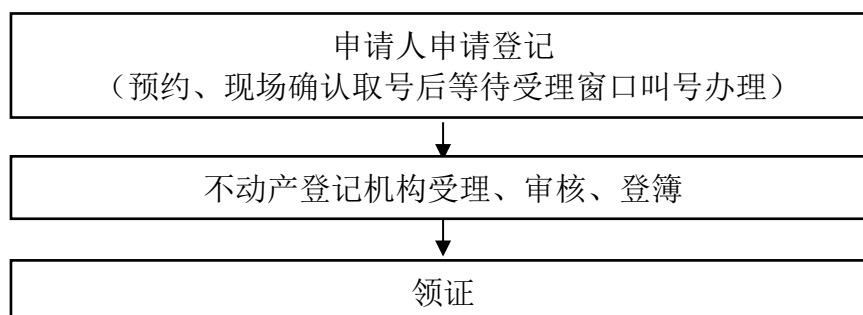 申请人申请登记
（预约、现场确认取号后等待受理窗口叫号办理）
不动产登记机构受理、审核、登簿
领证